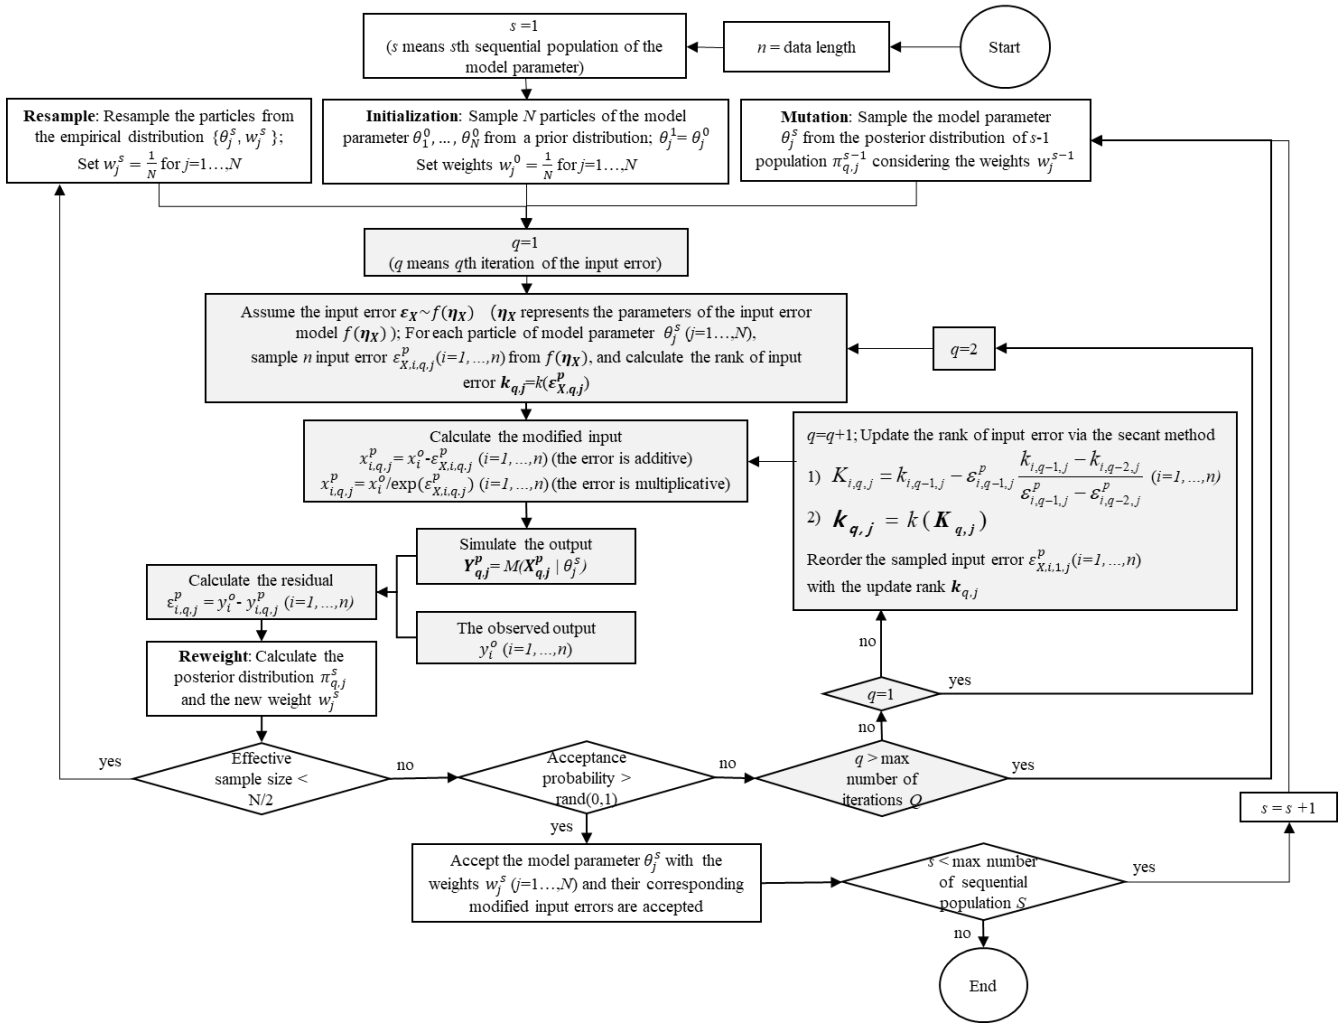 s =1
(s means sth sequential population of the
model parameter)
n = data length
Start
Resample: Resample the particles from
the empirical distribution {θ_j^s, w_j^s};
Set w_j^s = 1/N for j=1…,N
Initialization: Sample N particles of the model
parameter θ_1^0, …, θ_N^0 from a prior distribution; θ_j^1 = θ_j^0
Set weights w_j^0 = 1/N for j=1…,N
Mutation: Sample the model parameter
θ_j^s from the posterior distribution of s-1
population π_{q,j}^{s-1} considering the weights w_j^{s-1}
q=1
(q means qth iteration of the input error)
Assume the input error ε_X~f(η_X) (η_X represents the parameters of the input error
model f(η_X) ); For each particle of model parameter θ_j^s (j=1…,N),
sample n input error ε_{X,i,q,j}^p (i=1, …,n) from f(η_X), and calculate the rank of input
error k_{q,j}=k(ε_{X,q,j}^p)
q=2
Calculate the modified input
x_{i,q,j}^p = x_i^o-ε_{X,i,q,j}^p (i=1,…,n) (the error is additive)
x_{i,q,j}^p = x_i^o/exp(ε_{X,i,q,j}^p) (i=1,…,n) (the error is multiplicative)
q=q+1; Update the rank of input error via the secant method
1) K_{i,q,j} = k_{i,q-1,j} − ε_{i,q-1,j}^p (k_{i,q-1,j} − k_{i,q-2,j})/(ε_{i,q-1,j}^p − ε_{i,q-2,j}^p) (i=1,…,n)
2) k_{q,j} = k(K_{q,j})
Reorder the sampled input error ε_{X,i,1,j}^p (i=1,…,n)
with the update rank k_{q,j}
Simulate the output
Y_{q,j}^p = M(X_{q,j}^p | θ_j^s)
Calculate the residual
ε_{i,q,j}^p = y_i^o- y_{i,q,j}^p (i=1, …,n)
The observed output
y_i^o (i=1, …,n)
Reweight: Calculate the
posterior distribution π_{q,j}^s
and the new weight w_j^s
no
q=1
yes
no
yes
Effective
sample size <
N/2
no
Acceptance
probability >
rand(0,1)
no
q > max
number of
iterations Q
yes
s = s +1
yes
Accept the model parameter θ_j^s with the
weights w_j^s (j=1…,N) and their corresponding
modified input errors are accepted
s < max number
of sequential
population S
yes
no
End